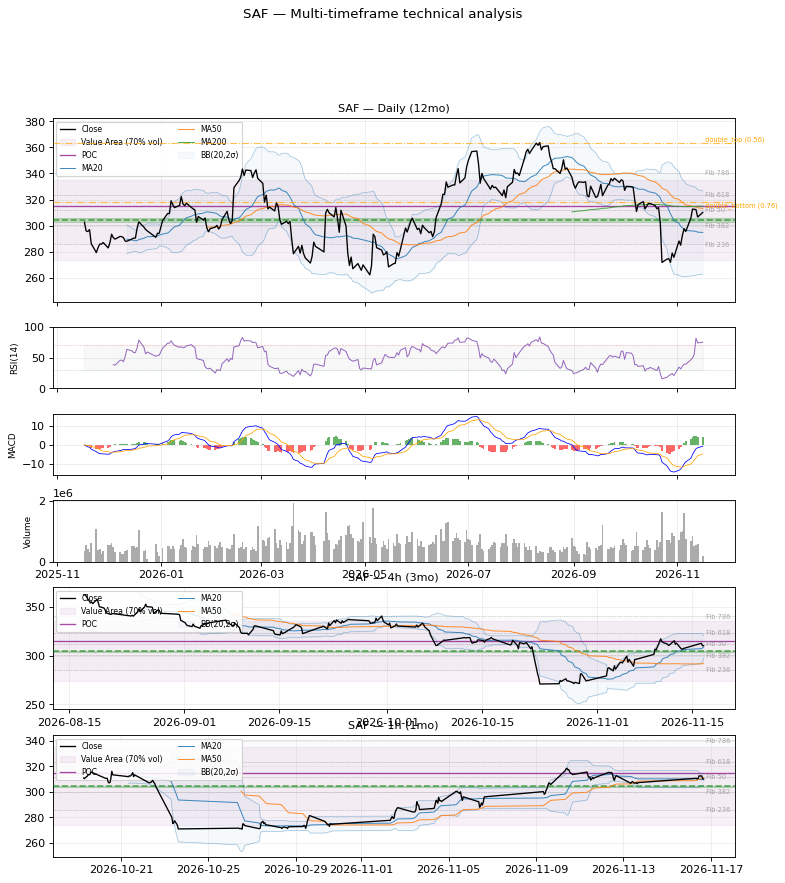 SAF — Multi-timeframe technical analysis
SAF — Daily (12mo)
380
360
340
320
300
280
260
Close
Value Area (70% vol)
POC
MA20
MA50
MA200
BB(20,2σ)
double_top (0.56)
Fib 786
Fib 618
Fib 50
Fib 382
Fib 236
100
50
0
RSI(14)
10
0
−10
MACD
1e6
2
0
Volume
2025-11
2026-01
2026-03
2026-05
2026-07
2026-09
2026-11
SAF — 4h (3mo)
350
300
250
Close
Value Area (70% vol)
POC
MA20
MA50
BB(20,2σ)
Fib 786
Fib 618
Fib 50
Fib 382
Fib 236
2026-08-15
2026-09-01
2026-09-15
2026-10-01
2026-10-15
2026-11-01
2026-11-15
SAF — 1h (1mo)
340
320
300
280
260
Close
Value Area (70% vol)
POC
MA20
MA50
BB(20,2σ)
Fib 786
Fib 618
Fib 50
Fib 382
Fib 236
2026-10-21
2026-10-25
2026-10-29
2026-11-01
2026-11-05
2026-11-09
2026-11-13
2026-11-17